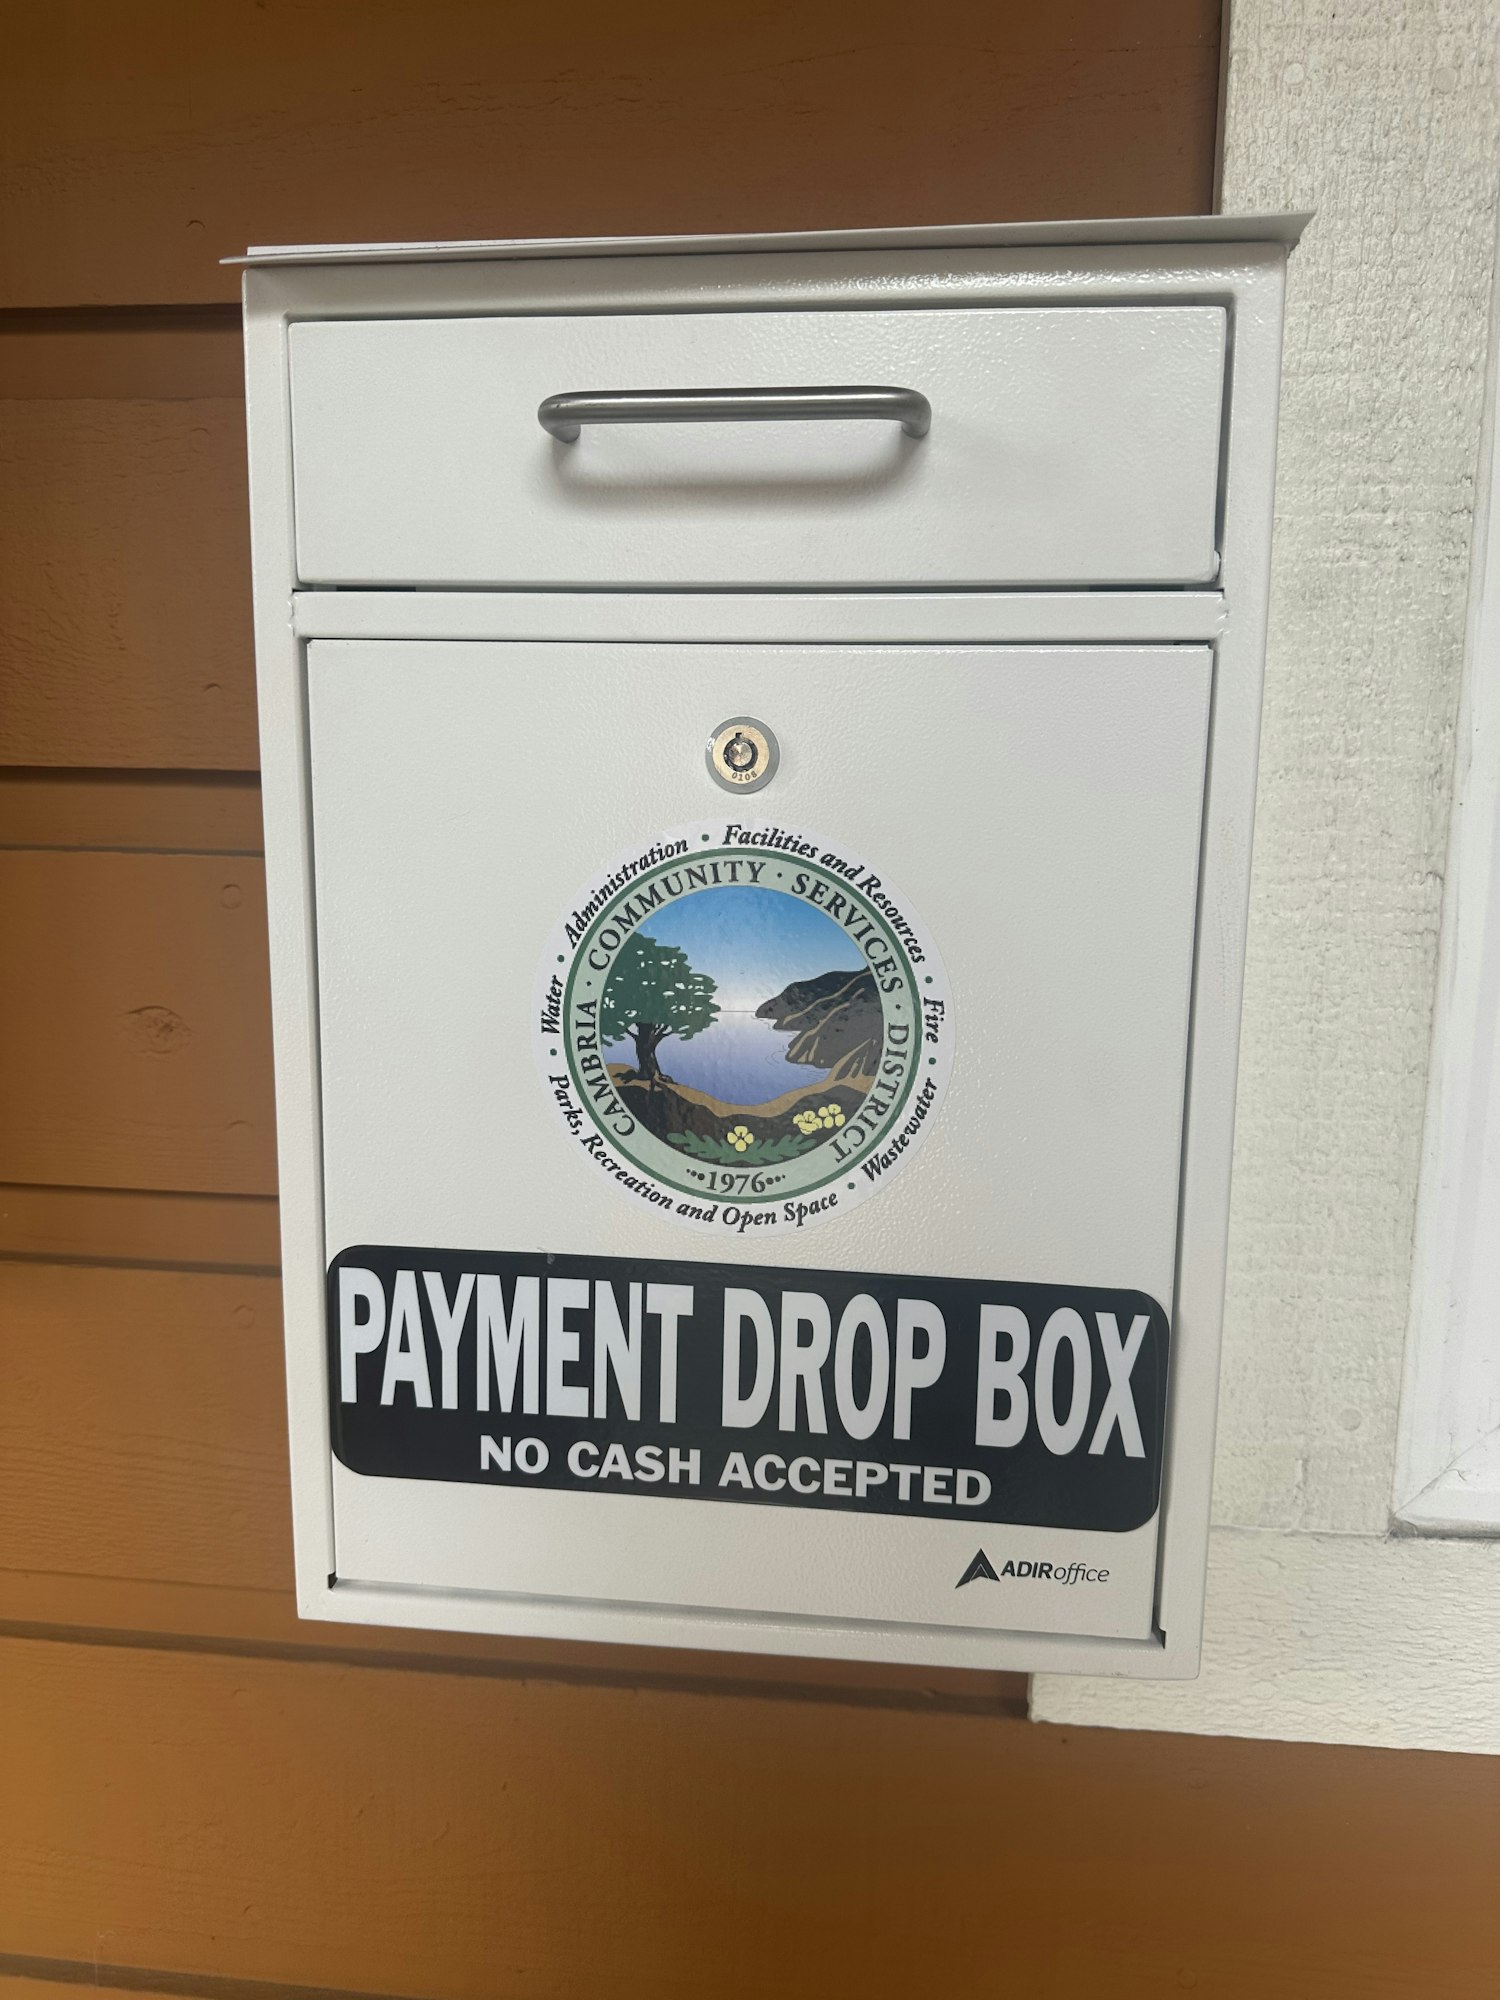 0108
Administration • Facilities and Resources • Fire • Wastewater • Parks, Recreation and Open Space • Water •
CAMBRIA · COMMUNITY · SERVICES · DISTRICT
•••1976•••
PAYMENT DROP BOX
NO CASH ACCEPTED
ADIRoffice